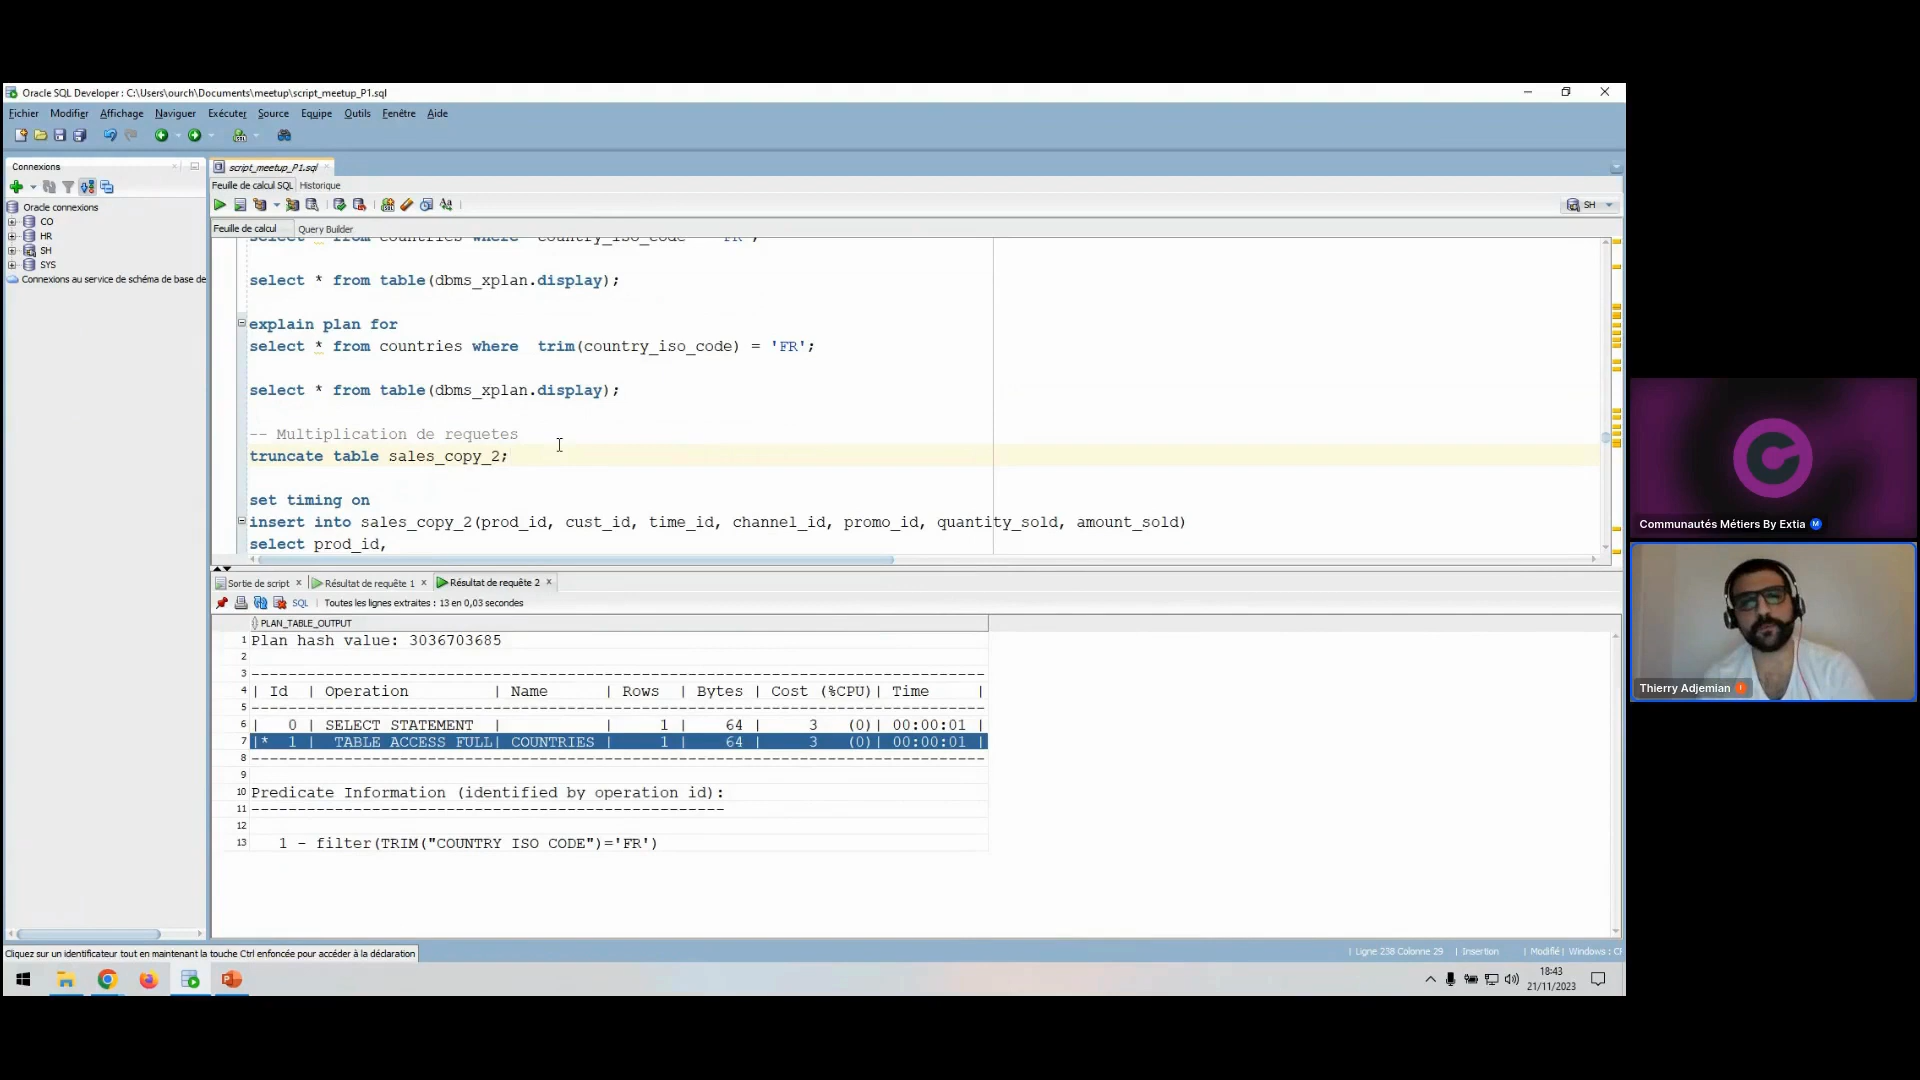 Oracle SQL Developer : C:\Users\ourch\Documents\meetup\script_meetup_P1.sql
Fichier Modifier Affichage Naviguer Exécuter Source Equipe Outils Fenêtre Aide
Connexions
script_meetup_P1.sql
Feuille de calcul SQL Historique
Oracle connexions
CO
HR
SH
SYS
Connexions au service de schéma de base de
SH
Feuille de calcul Query Builder
select * from countries where country_iso_code = 'FR';
select * from table(dbms_xplan.display);
explain plan for
select * from countries where  trim(country_iso_code) = 'FR';
select * from table(dbms_xplan.display);
-- Multiplication de requetes
truncate table sales_copy_2;
set timing on
insert into sales_copy_2(prod_id, cust_id, time_id, channel_id, promo_id, quantity_sold, amount_sold)
select prod_id,
Sortie de script × Résultat de requête 1 × Résultat de requête 2 ×
SQL | Toutes les lignes extraites : 13 en 0,03 secondes
PLAN_TABLE_OUTPUT
1 Plan hash value: 3036703685
2
3 --------------------------------------------------------------------------------
4 | Id  | Operation         | Name      | Rows  | Bytes | Cost (%CPU)| Time     |
5 --------------------------------------------------------------------------------
6 |   0 | SELECT STATEMENT  |           |     1 |    64 |     3   (0)| 00:00:01 |
7 |*  1 |  TABLE ACCESS FULL| COUNTRIES |     1 |    64 |     3   (0)| 00:00:01 |
8 --------------------------------------------------------------------------------
9
10 Predicate Information (identified by operation id):
11 ---------------------------------------------------
12
13    1 - filter(TRIM("COUNTRY_ISO_CODE")='FR')
Cliquez sur un identificateur tout en maintenant la touche Ctrl enfoncée pour accéder à la déclaration
Ligne 238 Colonne 29 | Insertion | Modifié | Windows : C
18:43
21/11/2023
Communautés Métiers By Extia
Thierry Adjemian